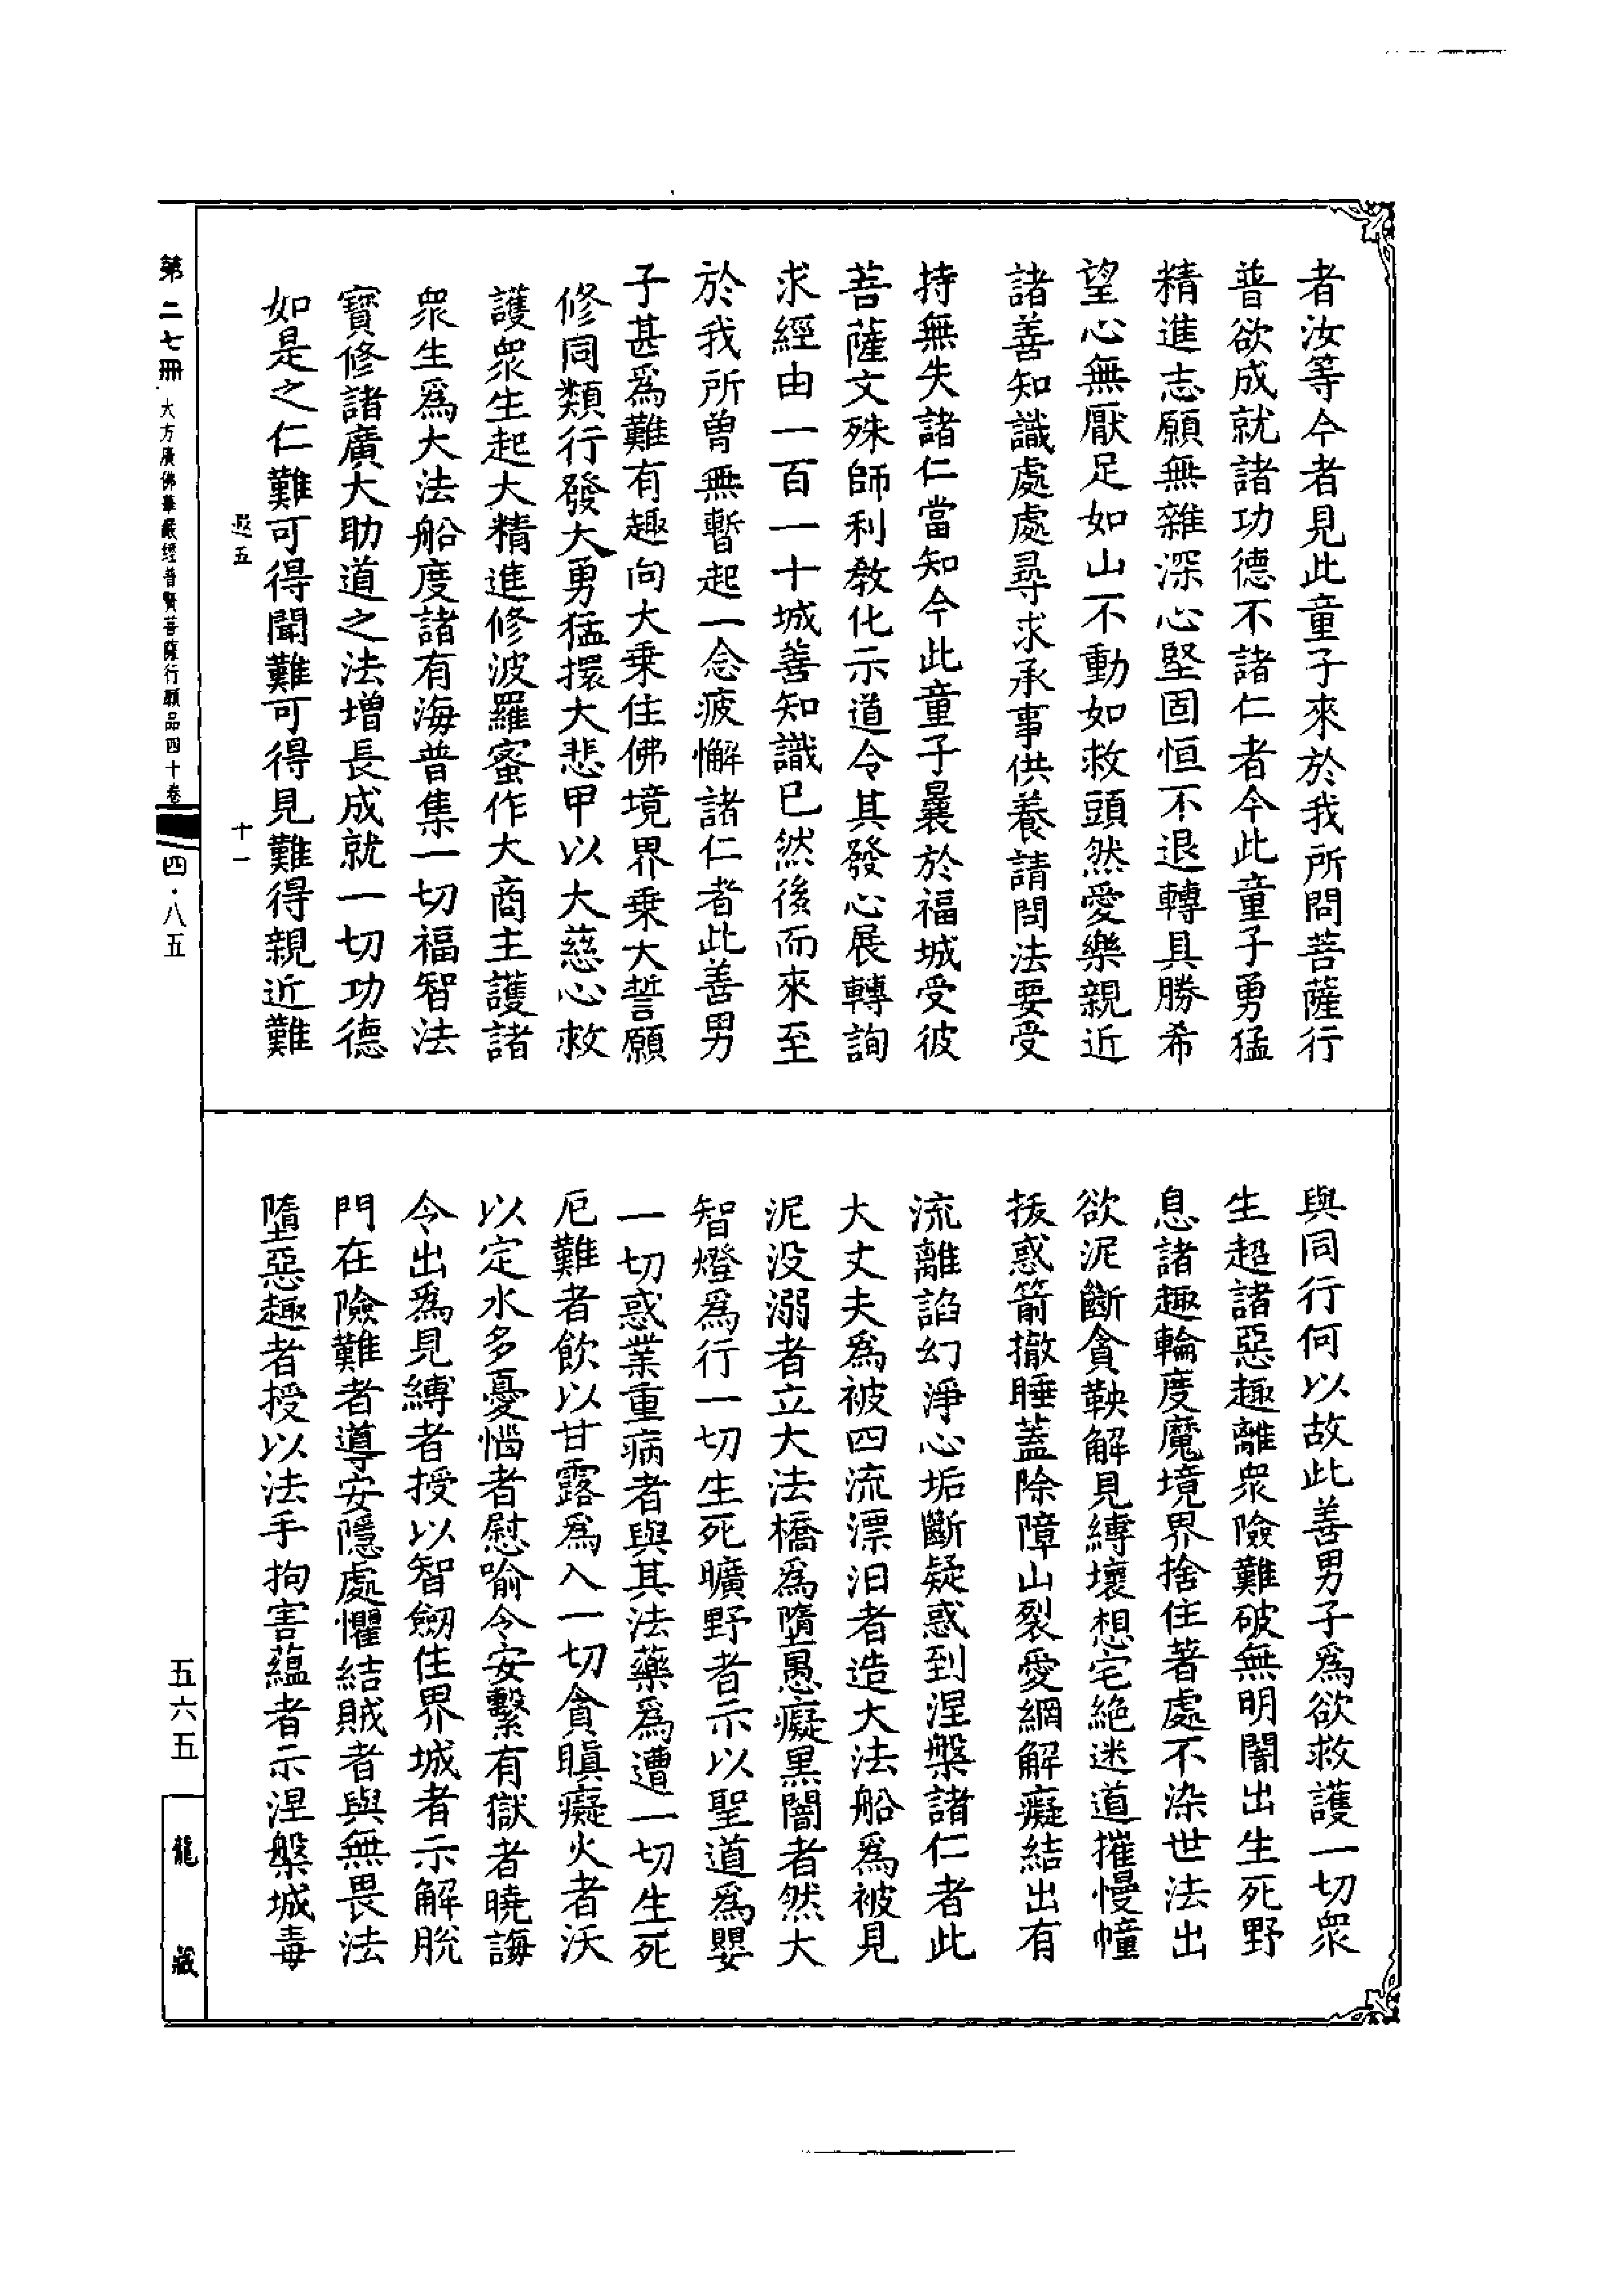 者汝等今者見此童子來於我所問菩薩行
普欲成就諸功德不諸仁者今此童子勇猛
精進志願無雜深心堅固恒不退轉具勝希
望心無厭足如山不動如救頭然愛樂親近
諸善知識處處尋求承事供養請問法要受
持無失諸仁當知今此童子曩於福城受彼
菩薩文殊師利教化示道令其發心展轉詢
求經由一百一十城善知識已然後而來至
於我所曾無暫起一念疲懈諸仁者此善男
子甚爲難有趣向大乗住佛境界乗大誓願
修同類行發大勇猛擐大悲甲以大慈心救
護衆生起大精進修波羅蜜作大商主護諸
衆生爲大法船度諸有海普集一切福智法
寶修諸廣大助道之法增長成就一切功德
如是之仁難可得聞難可得見難得親近難
與同行何以故此善男子爲欲救護一切衆
生超諸惡趣離衆險難破無明闇出生死野
息諸趣輪度魔境界捨住著處不染世法出
欲泥斷貪鞅解見縛壞想宅絶迷道摧慢幢
拔惑箭撤睡蓋除障山裂愛網解癡結出有
流離諂幻淨心垢斷疑惑到涅槃諸仁者此
大丈夫爲被四流漂汨者造大法船爲被見
泥没溺者立大法橋爲墮愚癡黒闇者然大
智燈爲行一切生死曠野者示以聖道爲嬰
一切惑業重病者與其法藥爲遭一切生死
厄難者飲以甘露爲入一切貪瞋癡火者沃
以定水多憂惱者慰喻令安繫有獄者曉誨
令出爲見縛者授以智劒住界城者示解脫
門在險難者導安隱處懼結賊者與無畏法
墮惡趣者授以法手拘害蘊者示涅槃城毒
遐五
十一
第二七冊 大方廣佛華嚴經普賢菩薩行願品四十卷
四·八五
五六五
龍藏